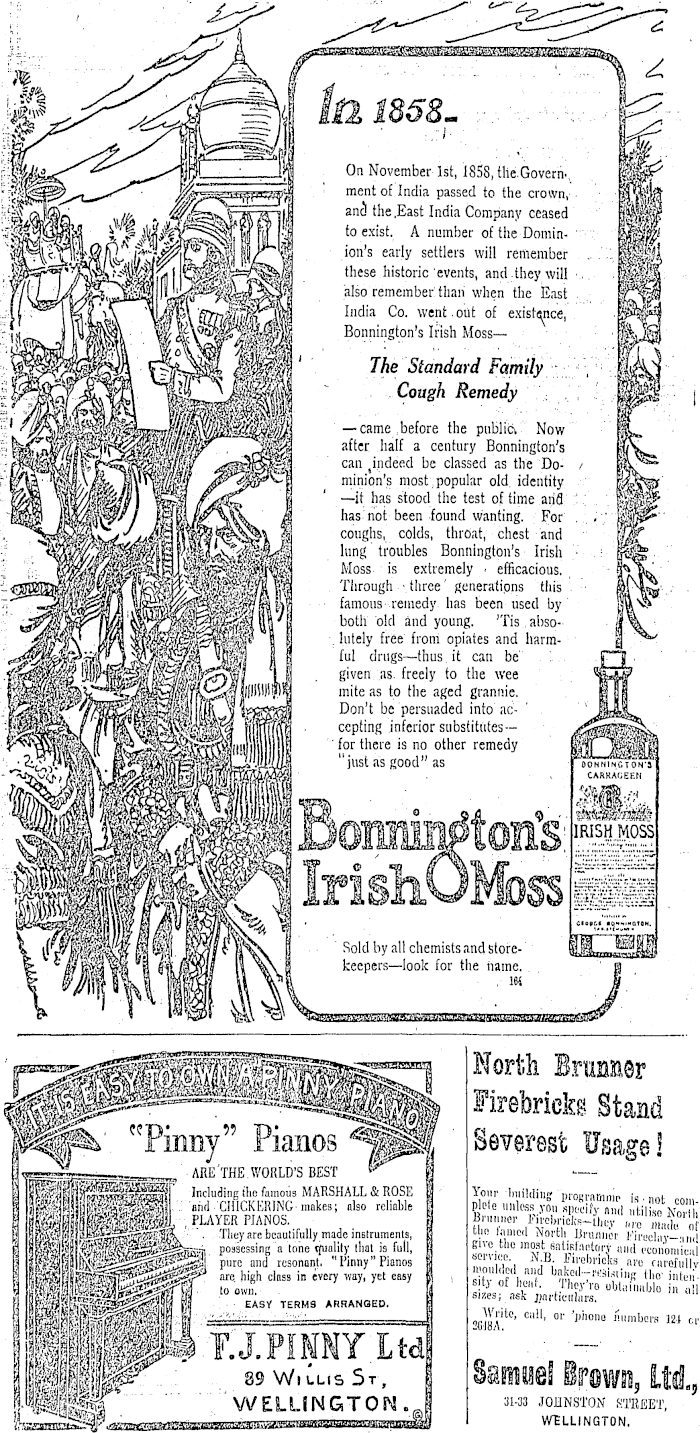 In 1858—
On November 1st, 1858, the Govern-
ment of India passed to the crown,
and the East India Company ceased
to exist. A number of the Domin-
ion's early settlers will remember
these historic events, and they will
also remember than when the East
India Co. went out of existence,
Bonnington's Irish Moss—
The Standard Family
Cough Remedy
—came before the public. Now
after half a century Bonnington's
can indeed be classed as the Do-
minion's most popular old identity
—it has stood the test of time and
has not been found wanting. For
coughs, colds, throat, chest and
lung troubles Bonnington's Irish
Moss is extremely efficacious.
Through three generations this
famous remedy has been used by
both old and young. 'Tis abso-
lutely free from opiates and harm-
ful drugs—thus it can be
given as freely to the wee
mite as to the aged grannie.
Don't be persuaded into ac-
cepting inferior substitutes—
for there is no other remedy
"just as good" as
BONNINGTON'S
CARRAGEEN
IRISH MOSS
GEORGE BONNINGTON,
Bonnington's
Irish Moss
Sold by all chemists and store-
keepers—look for the name.
164
IT IS EASY TO OWN A PINNY PIANO
"Pinny" Pianos
ARE THE WORLD'S BEST
Including the famous MARSHALL & ROSE
and CHICKERING makes; also reliable
PLAYER PIANOS.
They are beautifully made instruments,
possessing a tone quality that is full,
pure and resonant. "Pinny" Pianos
are high class in every way, yet easy
to own.
EASY TERMS ARRANGED.
F.J. PINNY Ltd
89 WILLIS ST,
WELLINGTON.
North Brunner
Firebricks Stand
Severest Usage!
Your building programme is not com-
plete unless you specify and utilise North
Brunner Firebricks—they are made of
the famed North Brunner Fireclay—and
give the most satisfactory and economical
service. N.B. Firebricks are carefully
moulded and baked—resisting the inten-
sity of heat. They're obtainable in all
sizes; ask particulars.
Write, call, or 'phone numbers 124 or
2618A.
Samuel Brown, Ltd.,
31-33 JOHNSTON STREET,
WELLINGTON.